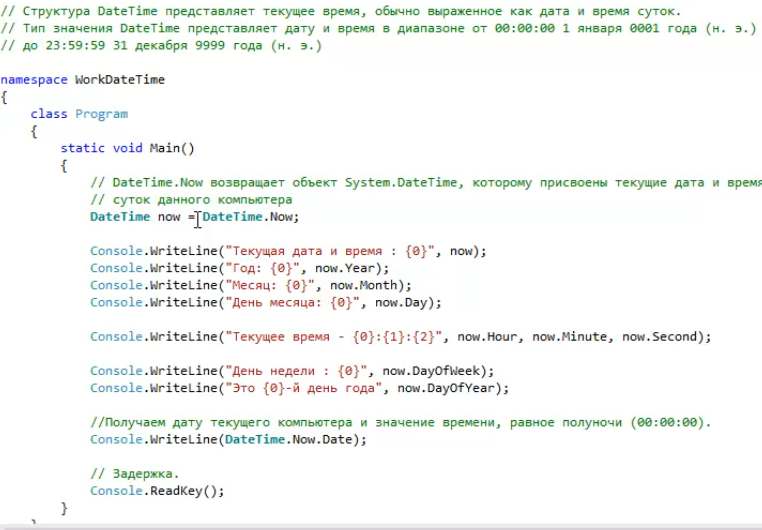 // Структура DateTime представляет текущее время, обычно выраженное как дата и время суток.
// Тип значения DateTime представляет дату и время в диапазоне от 00:00:00 1 января 0001 года (н. э.)
// до 23:59:59 31 декабря 9999 года (н. э.)
namespace WorkDateTime
{
class Program
{
static void Main()
{
// DateTime.Now возвращает объект System.DateTime, которому присвоены текущие дата и время
// суток данного компьютера
DateTime now = DateTime.Now;
Console.WriteLine("Текущая дата и время : {0}", now);
Console.WriteLine("Год: {0}", now.Year);
Console.WriteLine("Месяц: {0}", now.Month);
Console.WriteLine("День месяца: {0}", now.Day);
Console.WriteLine("Текущее время - {0}:{1}:{2}", now.Hour, now.Minute, now.Second);
Console.WriteLine("День недели : {0}", now.DayOfWeek);
Console.WriteLine("Это {0}-й день года", now.DayOfYear);
//Получаем дату текущего компьютера и значение времени, равное полуночи (00:00:00).
Console.WriteLine(DateTime.Now.Date);
// Задержка.
Console.ReadKey();
}
}